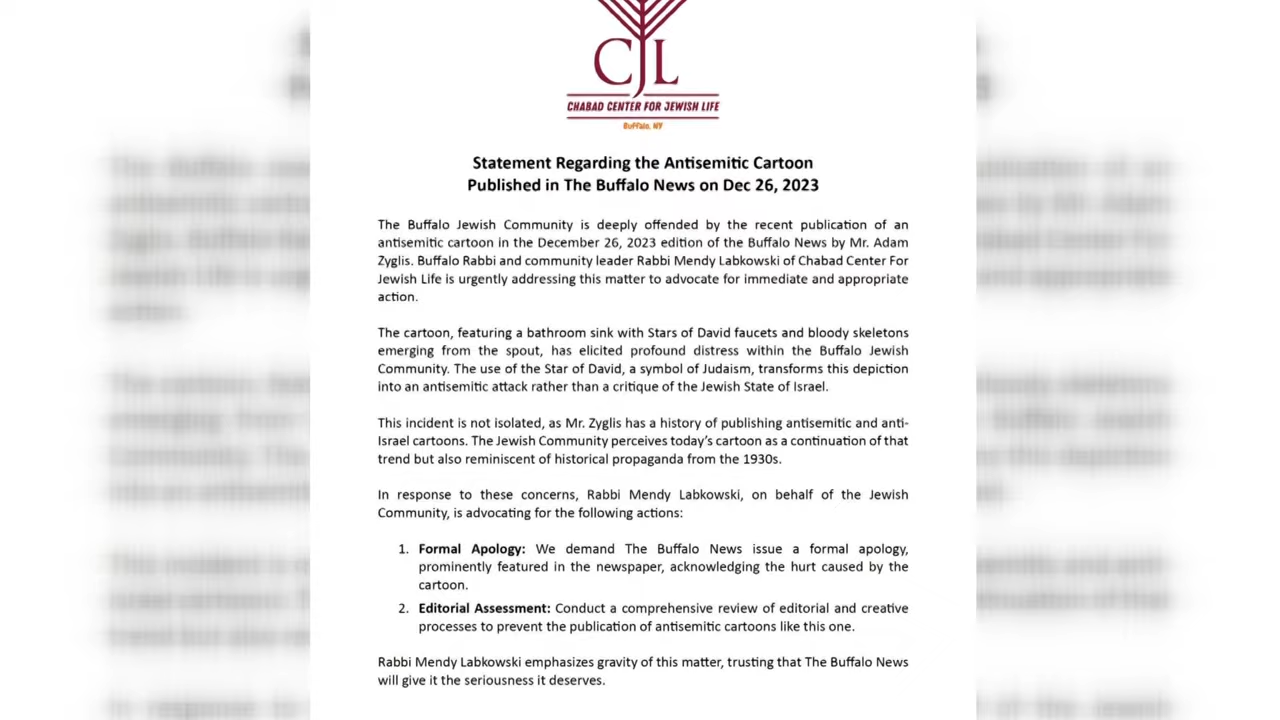 CJL
CHABAD CENTER FOR JEWISH LIFE
Buffalo, NY
Statement Regarding the Antisemitic Cartoon
Published in The Buffalo News on Dec 26, 2023
The Buffalo Jewish Community is deeply offended by the recent publication of an
antisemitic cartoon in the December 26, 2023 edition of the Buffalo News by Mr. Adam
Zyglis. Buffalo Rabbi and community leader Rabbi Mendy Labkowski of Chabad Center For
Jewish Life is urgently addressing this matter to advocate for immediate and appropriate
action.
The cartoon, featuring a bathroom sink with Stars of David faucets and bloody skeletons
emerging from the spout, has elicited profound distress within the Buffalo Jewish
Community. The use of the Star of David, a symbol of Judaism, transforms this depiction
into an antisemitic attack rather than a critique of the Jewish State of Israel.
This incident is not isolated, as Mr. Zyglis has a history of publishing antisemitic and anti-
Israel cartoons. The Jewish Community perceives today's cartoon as a continuation of that
trend but also reminiscent of historical propaganda from the 1930s.
In response to these concerns, Rabbi Mendy Labkowski, on behalf of the Jewish
Community, is advocating for the following actions:
1. Formal Apology: We demand The Buffalo News issue a formal apology,
prominently featured in the newspaper, acknowledging the hurt caused by the
cartoon.
2. Editorial Assessment: Conduct a comprehensive review of editorial and creative
processes to prevent the publication of antisemitic cartoons like this one.
Rabbi Mendy Labkowski emphasizes gravity of this matter, trusting that The Buffalo News
will give it the seriousness it deserves.